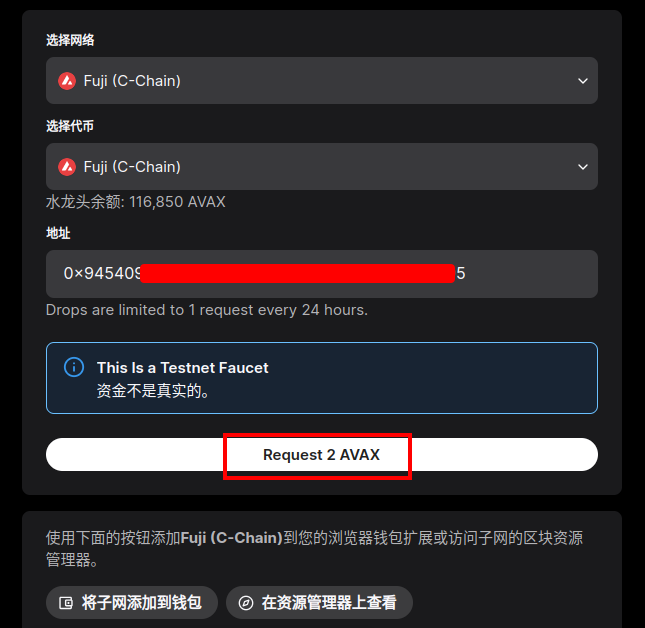 选择网络
Fuji (C-Chain)
选择代币
Fuji (C-Chain)
水龙头余额: 116,850 AVAX
地址
0x945409 5
Drops are limited to 1 request every 24 hours.
This Is a Testnet Faucet
资金不是真实的。
Request 2 AVAX
使用下面的按钮添加Fuji (C-Chain)到您的浏览器钱包扩展或访问子网的区块资源
管理器。
将子网添加到钱包 在资源管理器上查看